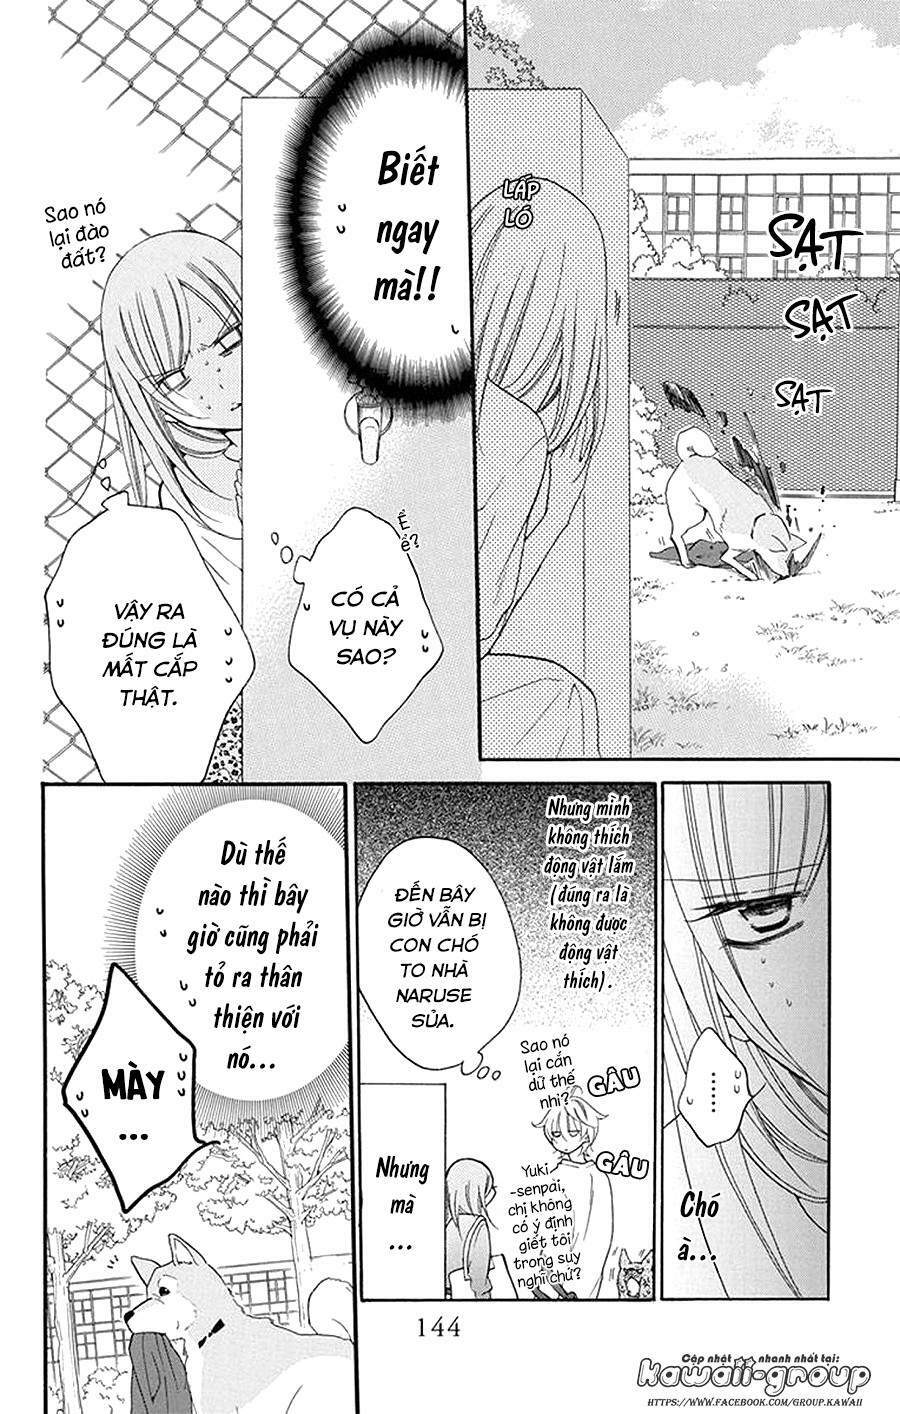 SẠT
SẠT
SẠT
LẤP
LÓ
Biết
ngay
mà!!
Sao nó
lại đào
đất?
Ể
ể?
CÓ CẢ
VỤ NÀY
SAO?
VẬY RA
ĐÚNG LÀ
MẤT CẮP
THẬT.
......
Chó
à...
Nhưng mình
không thích
động vật lắm
(đúng ra là
không được
động vật
thích).
ĐẾN BÂY
GIỜ VẪN BỊ
CON CHÓ
TO NHÀ
NARUSE
SỦA.
Sao nó
lại cắn
dữ thế
nhỉ?
GÂU
GÂU
Yuki
-senpai,
chị không
có ý định
giết tôi
trong suy
nghĩ chứ?
Nhưng
mà
...
Dù thế
nào thì bây
giờ cũng phải
tỏ ra thân
thiện với
nó...
MÀY
...
144
Cập nhật nhanh nhất tại:
kawaii-group
HTTPS://WWW.FACEBOOK.COM/GROUP.KAWAII